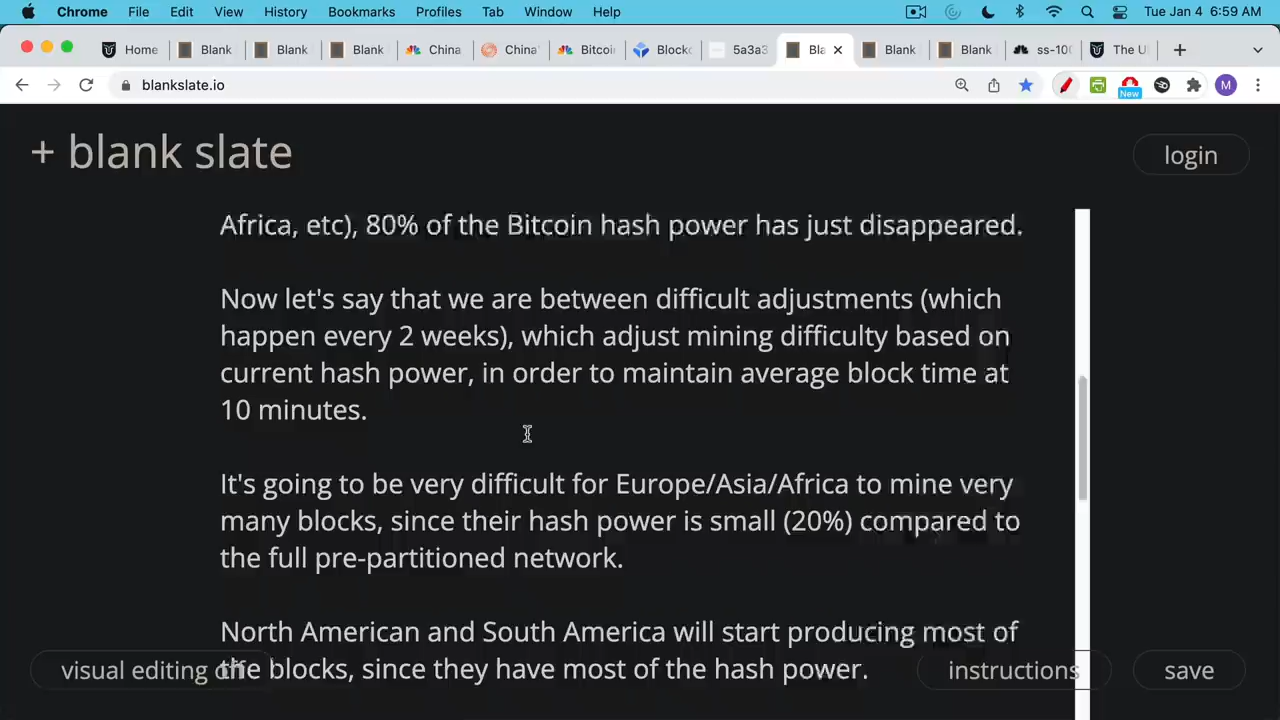 Chrome File Edit View History Bookmarks Profiles Tab Window Help Tue Jan 4 6:59 AM
Home Blank Blank Blank China China' Bitcoi Blockc 5a3a3 Bla Blank Blank ss-100 The U
blankslate.io New M
+ blank slate
login
Africa, etc), 80% of the Bitcoin hash power has just disappeared.
Now let's say that we are between difficult adjustments (which
happen every 2 weeks), which adjust mining difficulty based on
current hash power, in order to maintain average block time at
10 minutes.
It's going to be very difficult for Europe/Asia/Africa to mine very
many blocks, since their hash power is small (20%) compared to
the full pre-partitioned network.
North American and South America will start producing most of
the blocks, since they have most of the hash power.
visual editing off
instructions
save